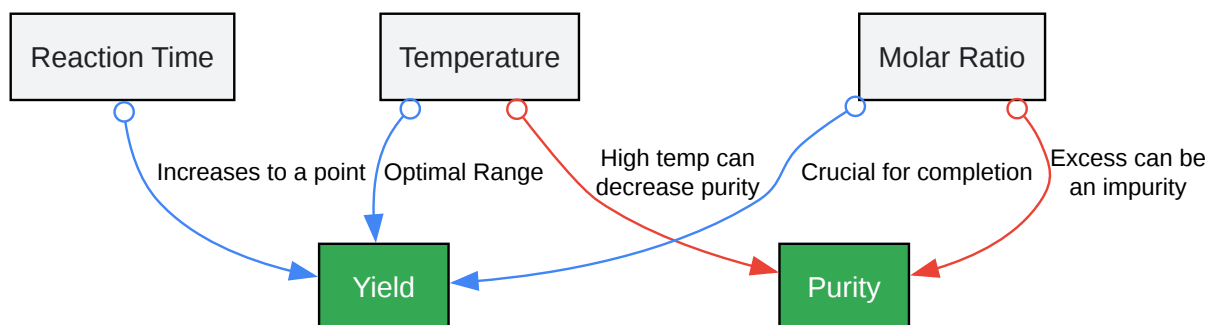 Reaction Time
Temperature
Molar Ratio
Increases to a point
Optimal Range
High temp can
decrease purity
Crucial for completion
Excess can be
an impurity
Yield
Purity